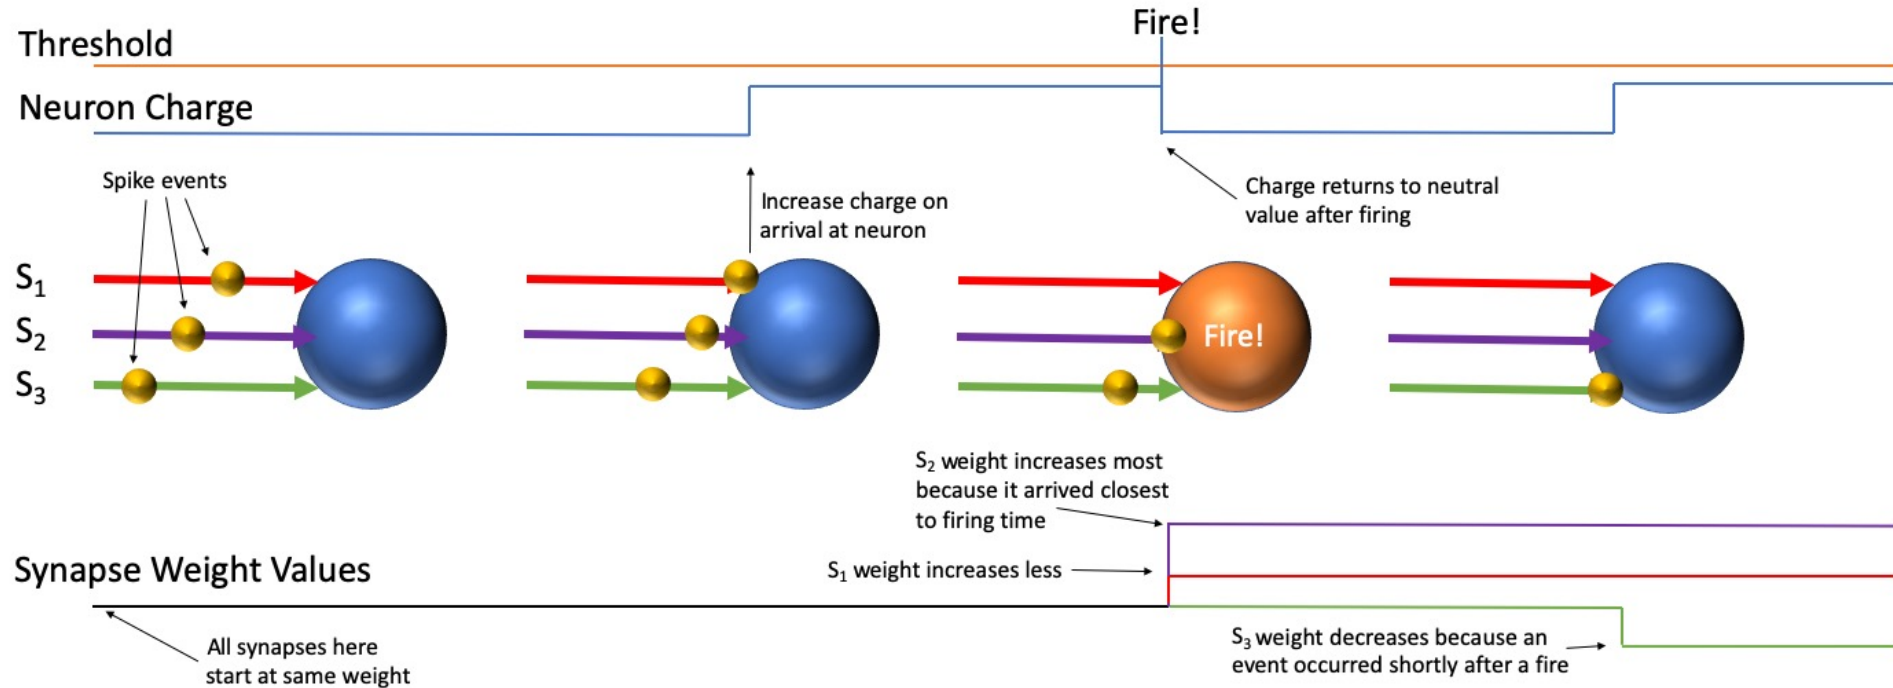 Fire!
Threshold
Neuron Charge
Spike events
Increase charge on
arrival at neuron
Charge returns to neutral
value after firing
S₁
S₂
S₃
Fire!
S₂ weight increases most
because it arrived closest
to firing time
Synapse Weight Values
S₁ weight increases less
All synapses here
start at same weight
S₃ weight decreases because an
event occurred shortly after a fire